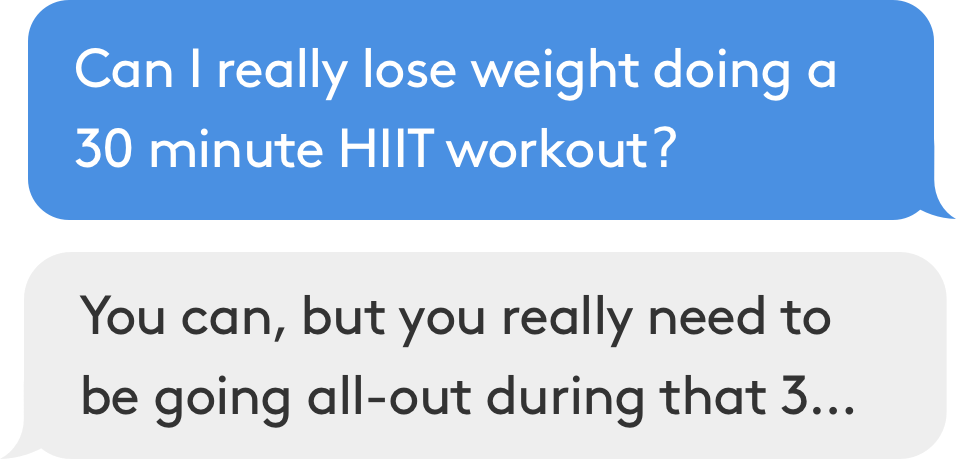 Can I really lose weight doing a
30 minute HIIT workout?
You can, but you really need to
be going all-out during that 3...